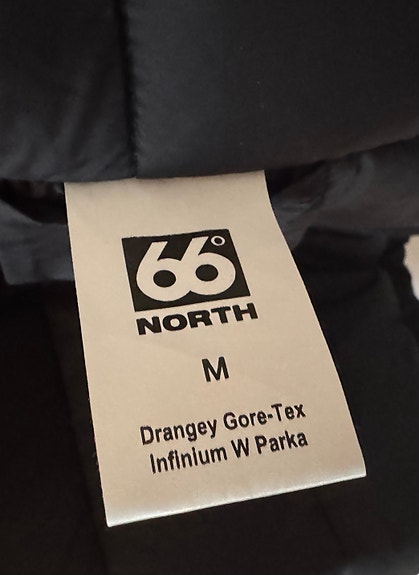 66°
NORTH
M
Drangey Gore-Tex
Infinium W Parka